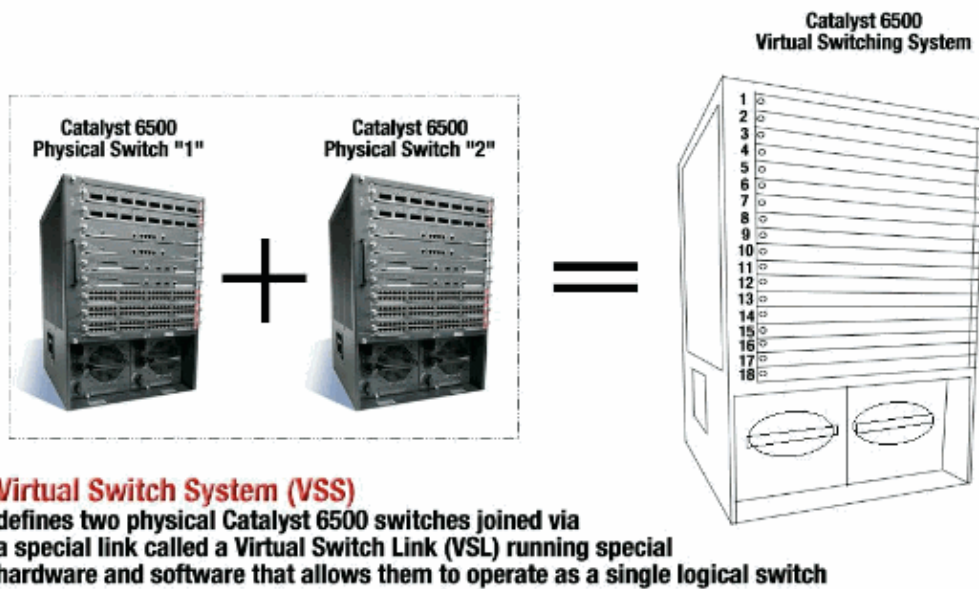 Catalyst 6500
Virtual Switching System
Catalyst 6500
Physical Switch "1"
Catalyst 6500
Physical Switch "2"
1
2
3
4
5
6
7
8
9
10
11
12
13
14
15
16
17
18
Virtual Switch System (VSS)
defines two physical Catalyst 6500 switches joined via
a special link called a Virtual Switch Link (VSL) running special
hardware and software that allows them to operate as a single logical switch